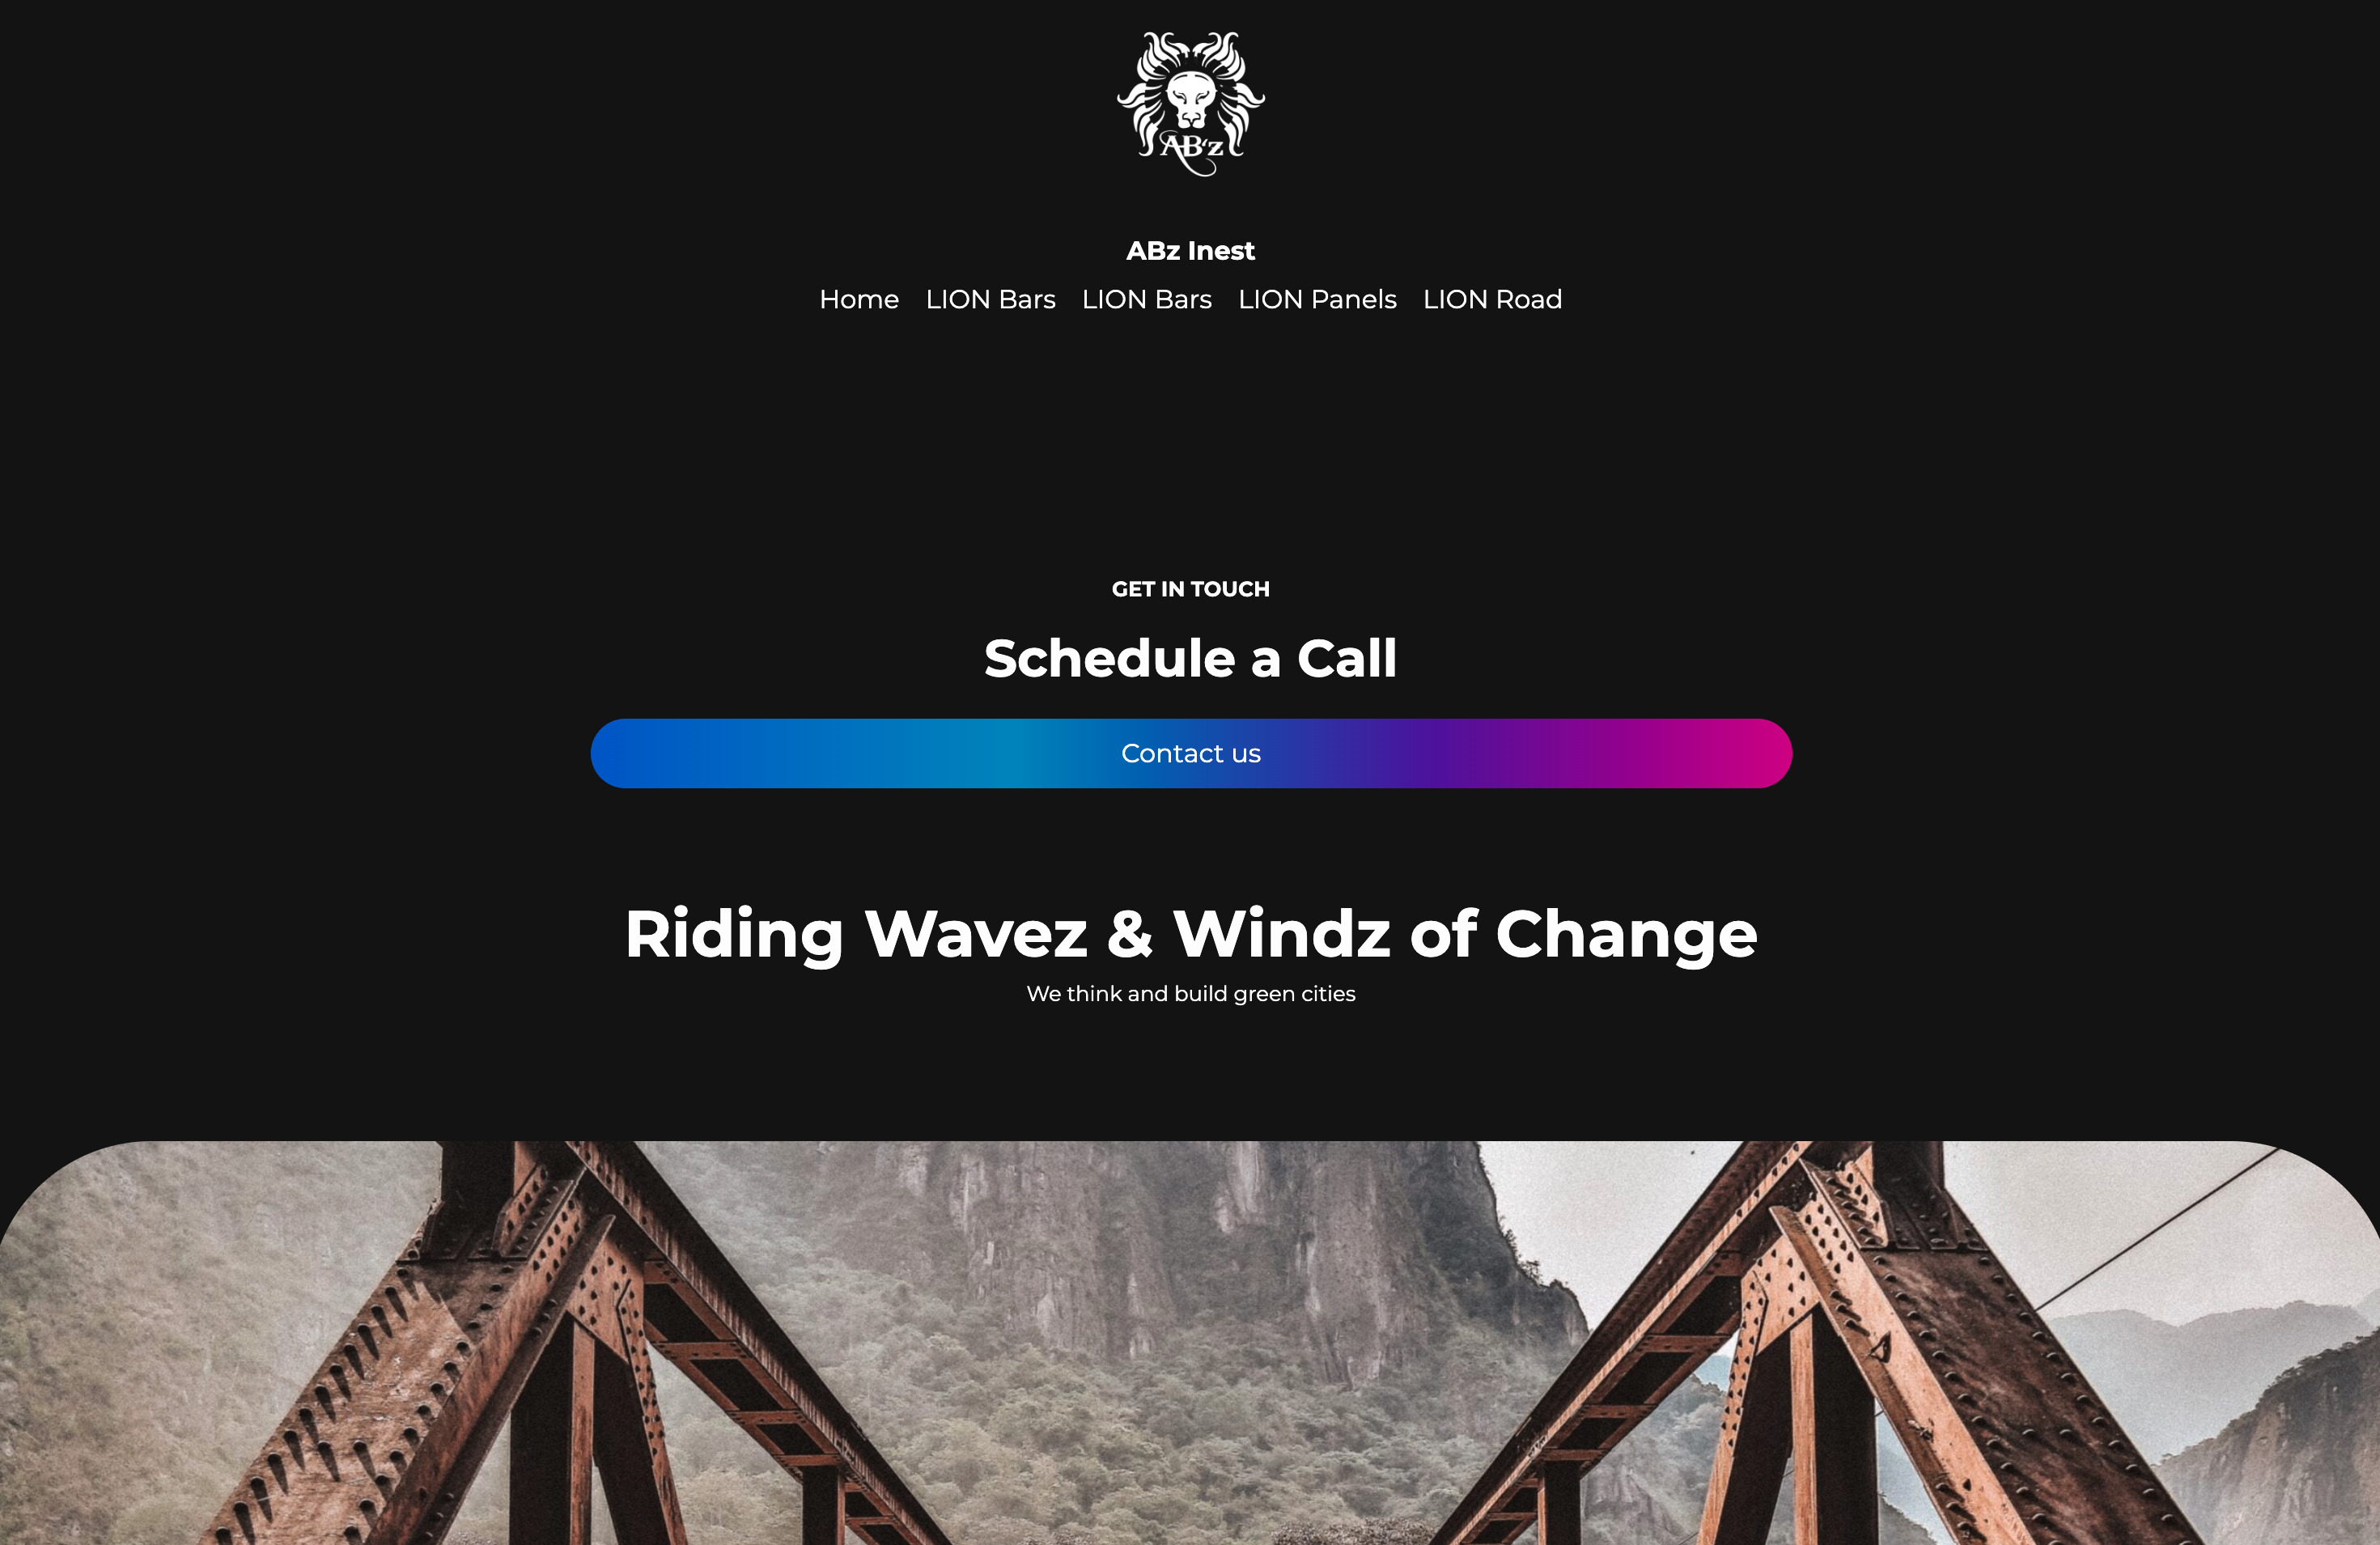 AB'z
ABz Inest
Home LION Bars LION Bars LION Panels LION Road
GET IN TOUCH
Schedule a Call
Contact us
Riding Wavez & Windz of Change
We think and build green cities